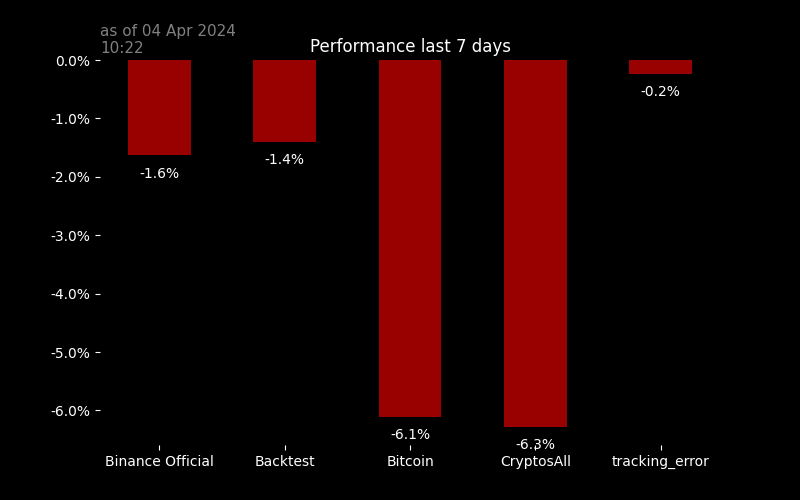 as of 04 Apr 2024
10:22
Performance last 7 days
0.0%
-1.0%
-2.0%
-3.0%
-4.0%
-5.0%
-6.0%
-1.6%
-1.4%
-6.1%
-6.3%
-0.2%
Binance Official
Backtest
Bitcoin
CryptosAll
tracking_error